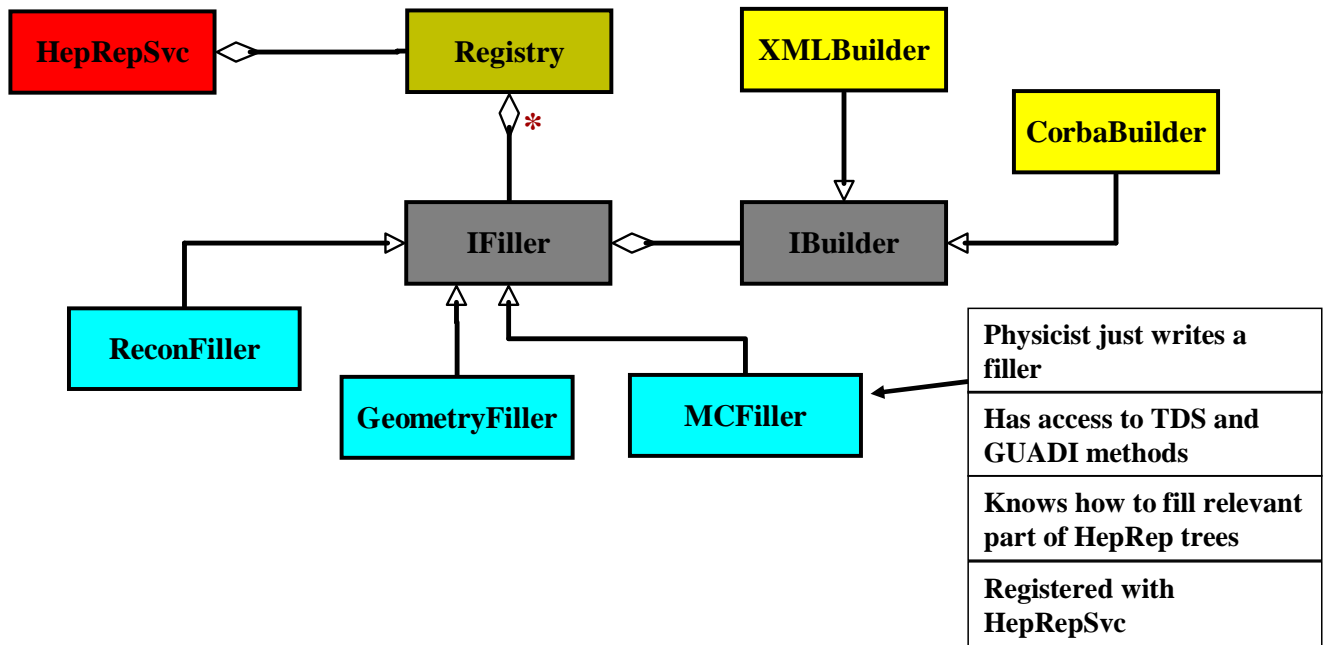 HepRepSvc
Registry
XMLBuilder
*
CorbaBuilder
IFiller
IBuilder
ReconFiller
GeometryFiller
MCFiller
Physicist just writes a
filler
Has access to TDS and
GUADI methods
Knows how to fill relevant
part of HepRep trees
Registered with
HepRepSvc